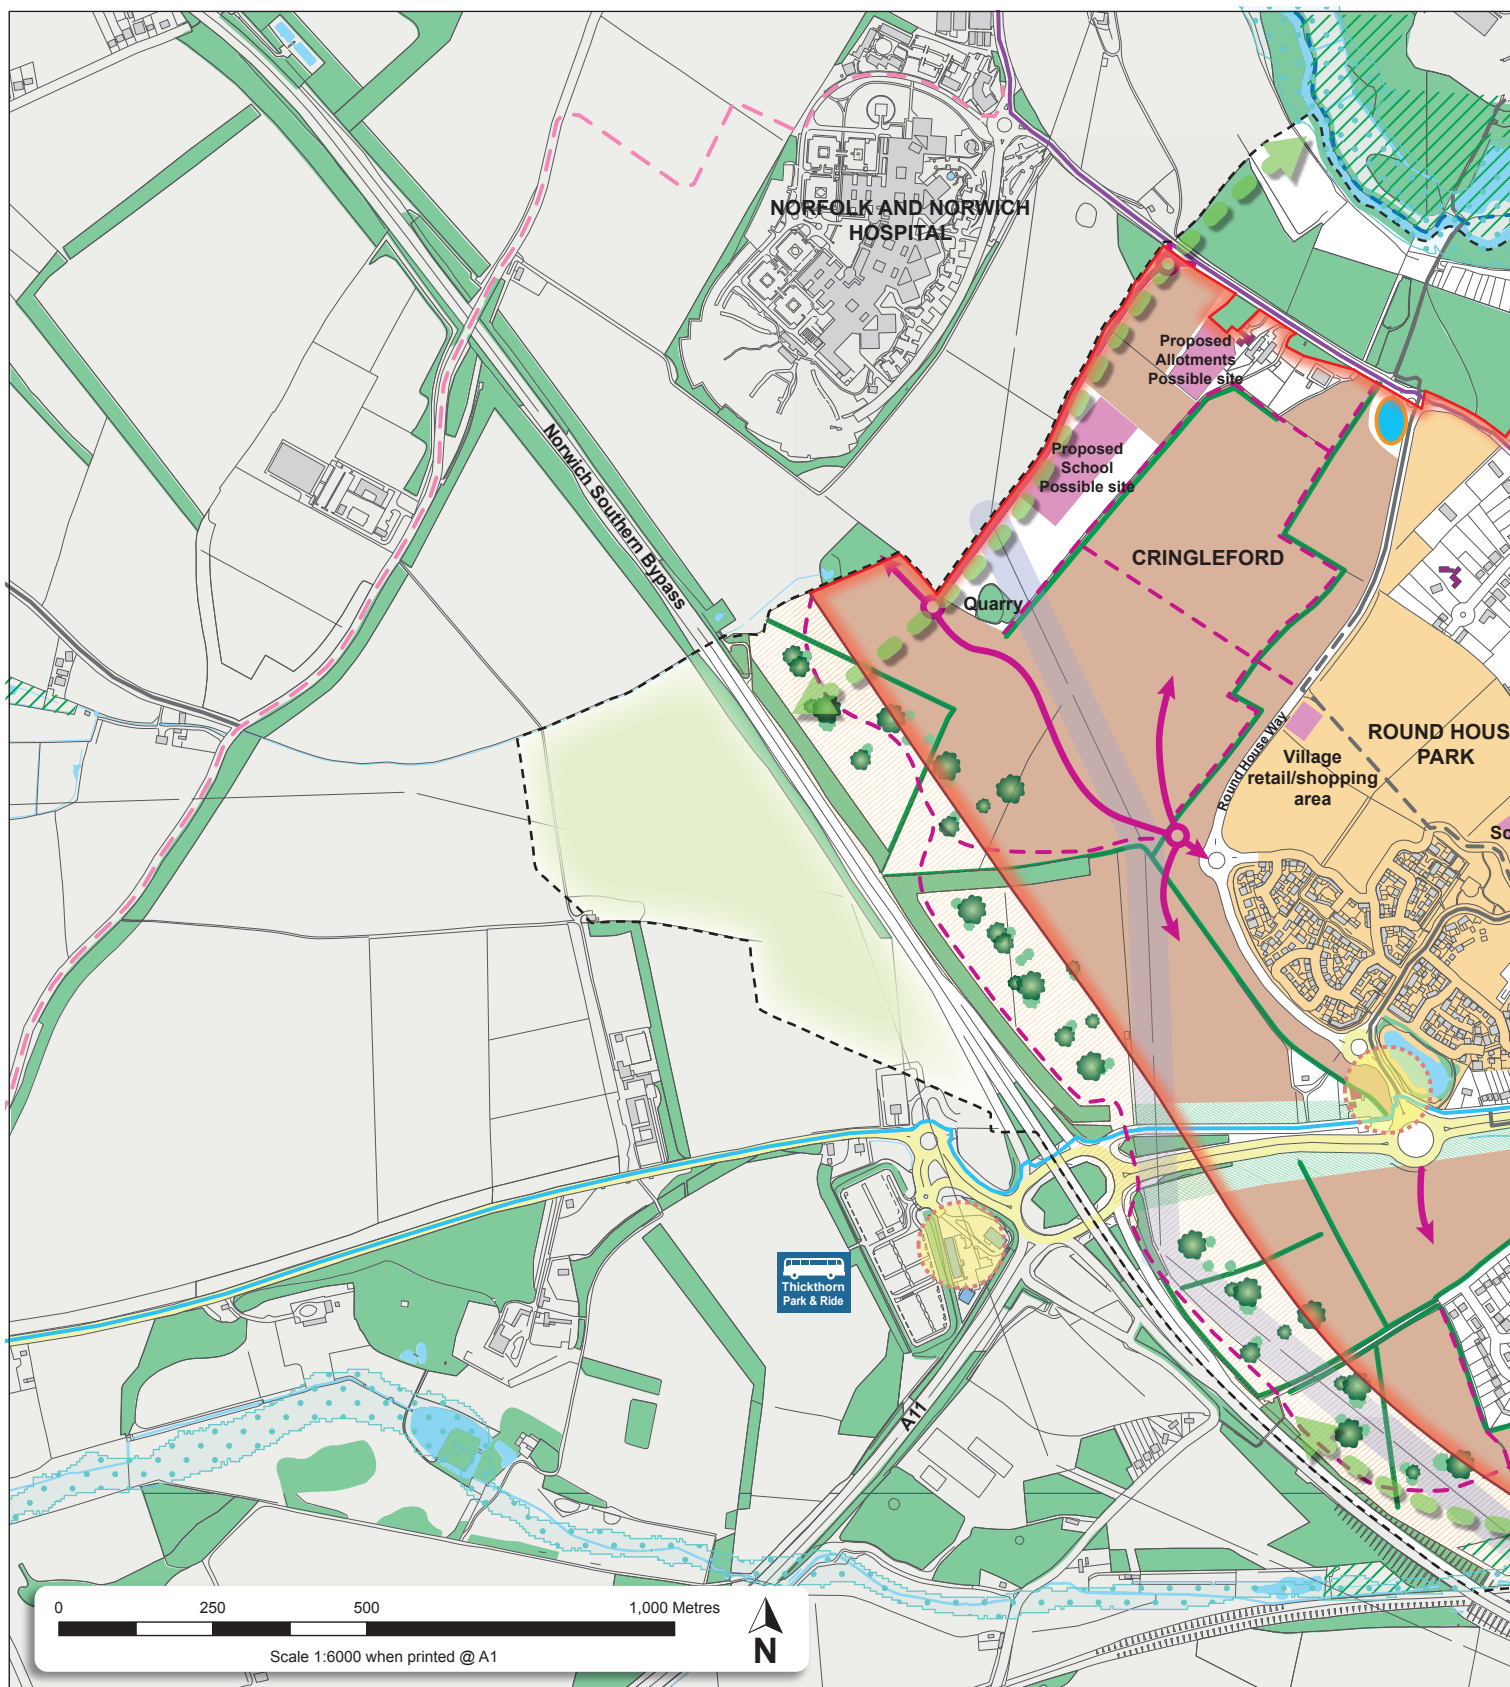 NORFOLK AND NORWICH
HOSPITAL
Proposed
Allotments
Possible site
Proposed
School
Possible site
Norwich Southern Bypass
CRINGLEFORD
Quarry
Round House Way
ROUND HOUS
PARK
Village
retail/shopping
area
Sc
Thickthorn
Park & Ride
A11
0 250 500 1,000 Metres
Scale 1:6000 when printed @ A1
N